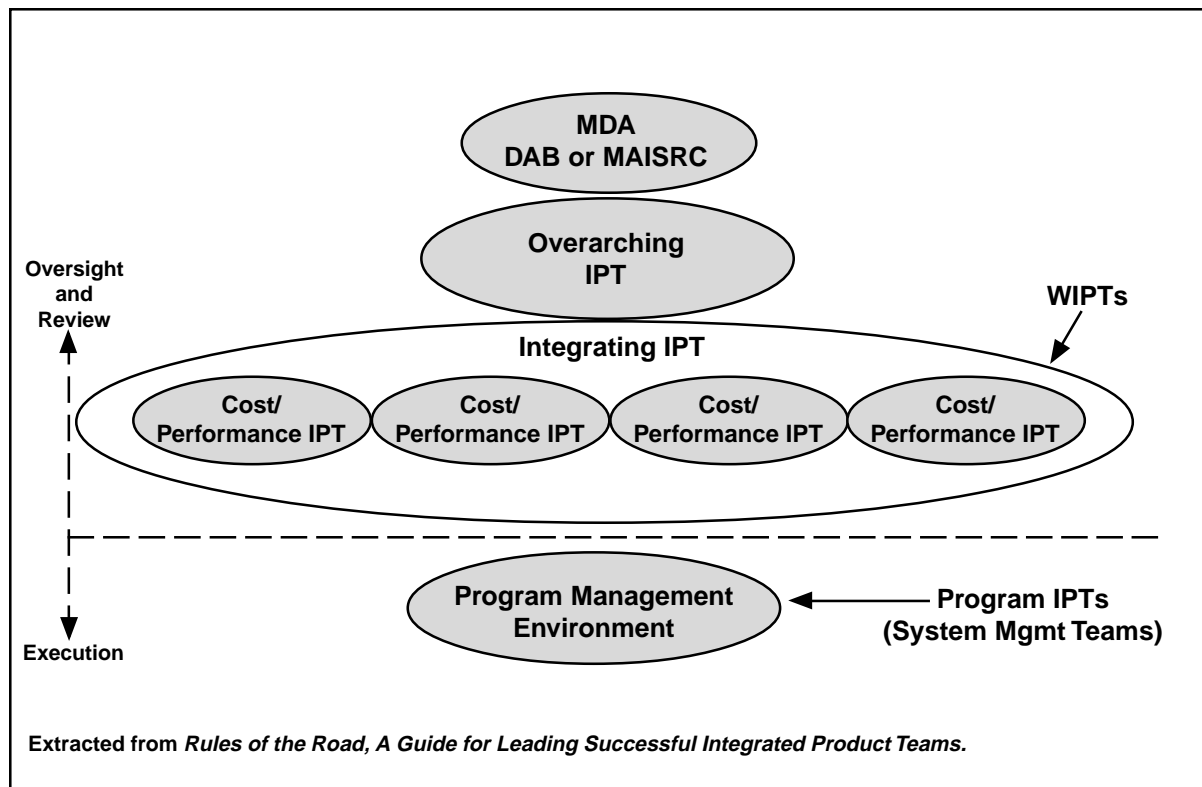 MDA
DAB or MAISRC
Overarching
IPT
Oversight
and
Review
WIPTs
Integrating IPT
Cost/
Performance IPT
Cost/
Performance IPT
Cost/
Performance IPT
Cost/
Performance IPT
Program Management
Environment
Program IPTs
(System Mgmt Teams)
Execution
Extracted from Rules of the Road, A Guide for Leading Successful Integrated Product Teams.